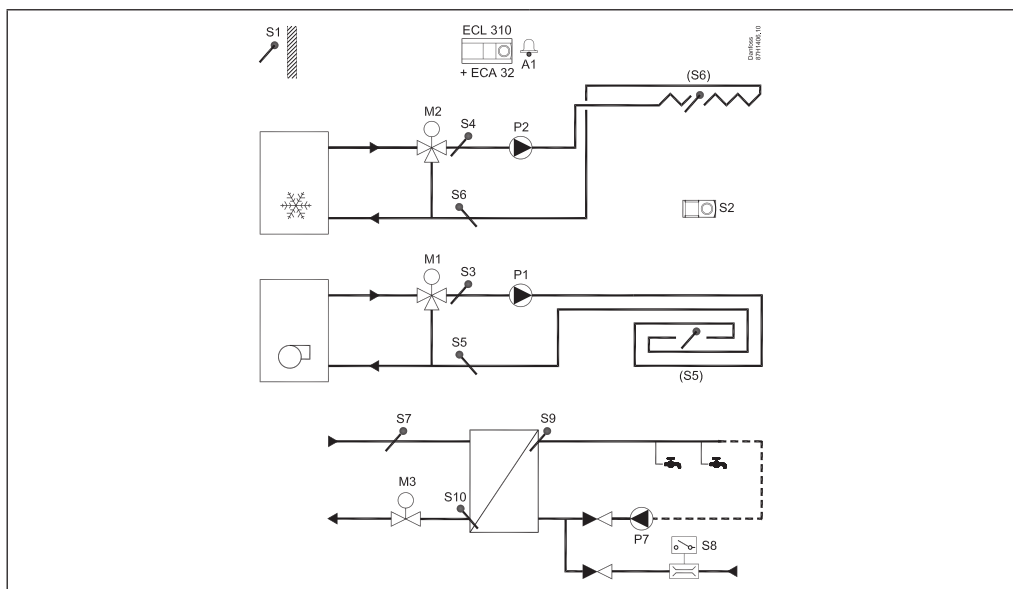 S1
ECL 310
A1
+ ECA 32
Danfoss
87H1406.10
(S6)
M2
S4
P2
S6
S2
M1
S3
P1
S5
(S5)
S7
S9
M3
S10
P7
S8